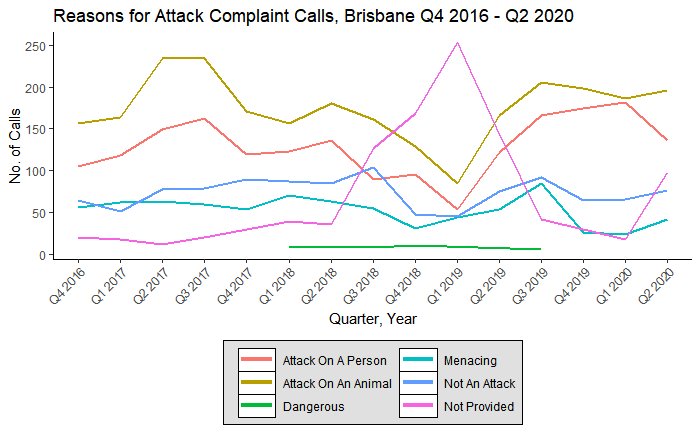 Reasons for Attack Complaint Calls, Brisbane Q4 2016 - Q2 2020
No. of Calls
250
200
150
100
50
0
Q4 2016
Q1 2017
Q2 2017
Q3 2017
Q4 2017
Q1 2018
Q2 2018
Q3 2018
Q4 2018
Q1 2019
Q2 2019
Q3 2019
Q4 2019
Q1 2020
Q2 2020
Quarter, Year
Attack On A Person
Menacing
Attack On An Animal
Not An Attack
Dangerous
Not Provided